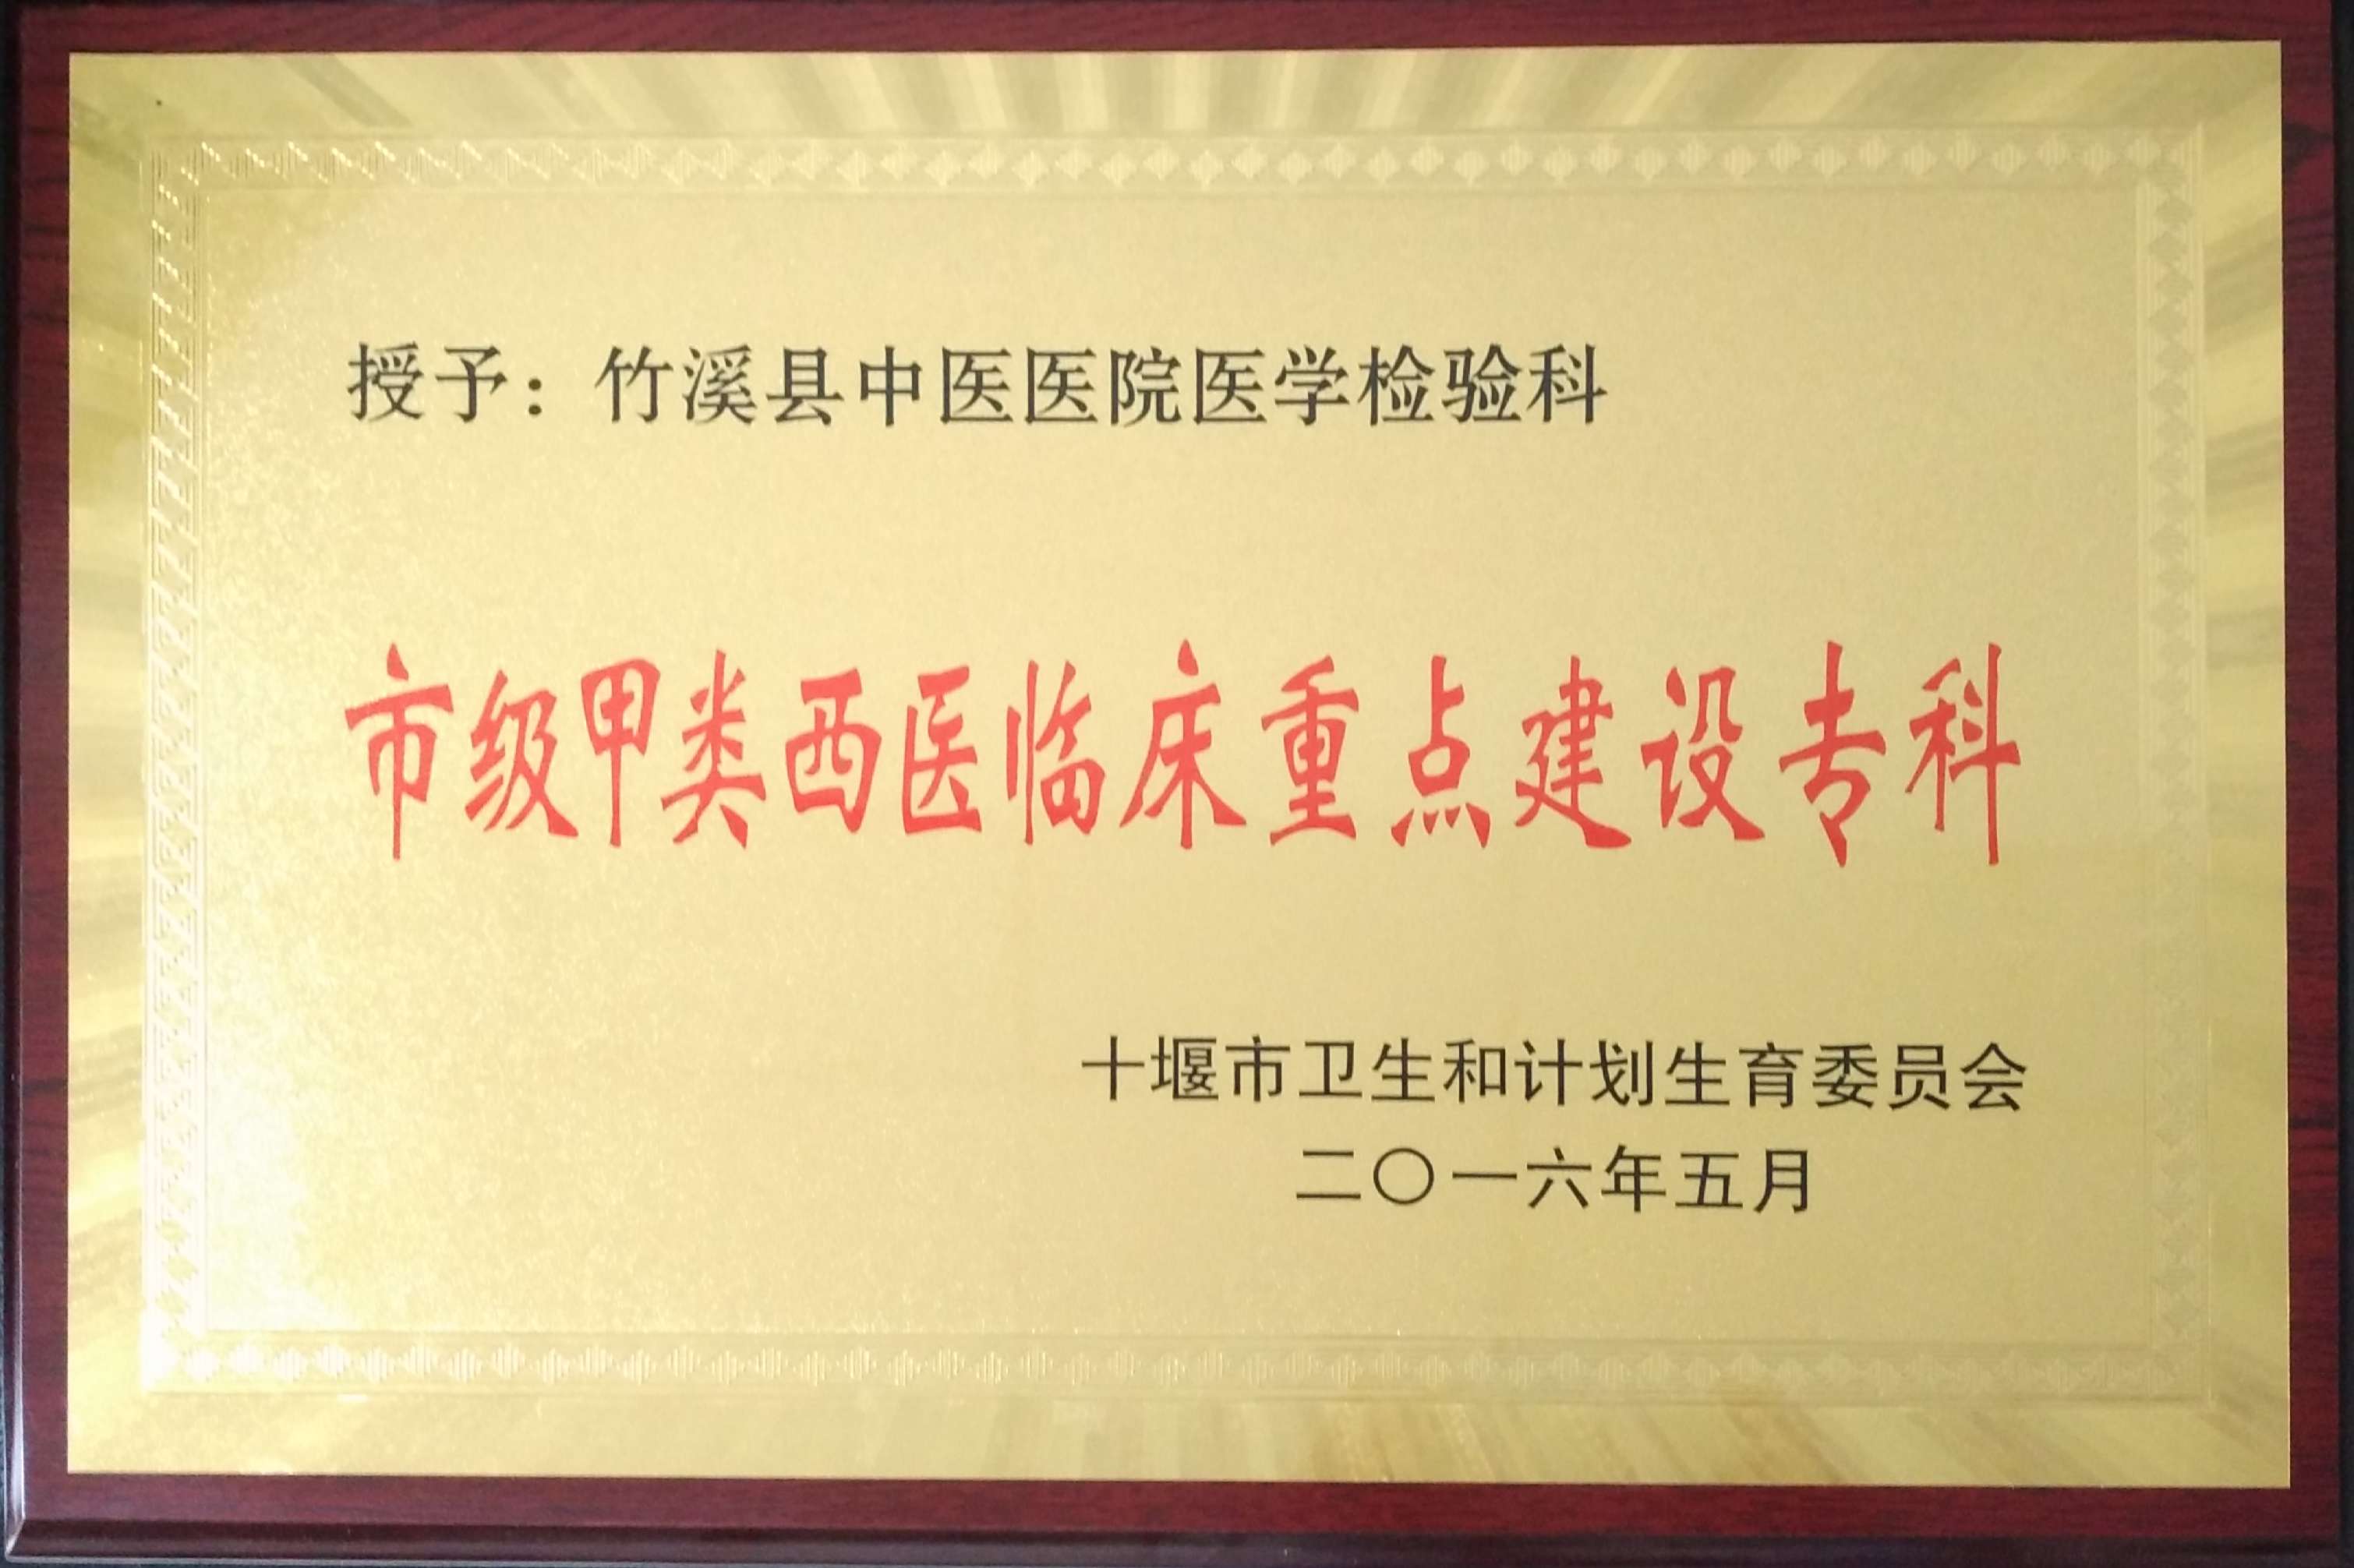 授予：竹溪县中医医院医学检验科
市级甲类西医临床重点建设专科
十堰市卫生和计划生育委员会
二〇一六年五月